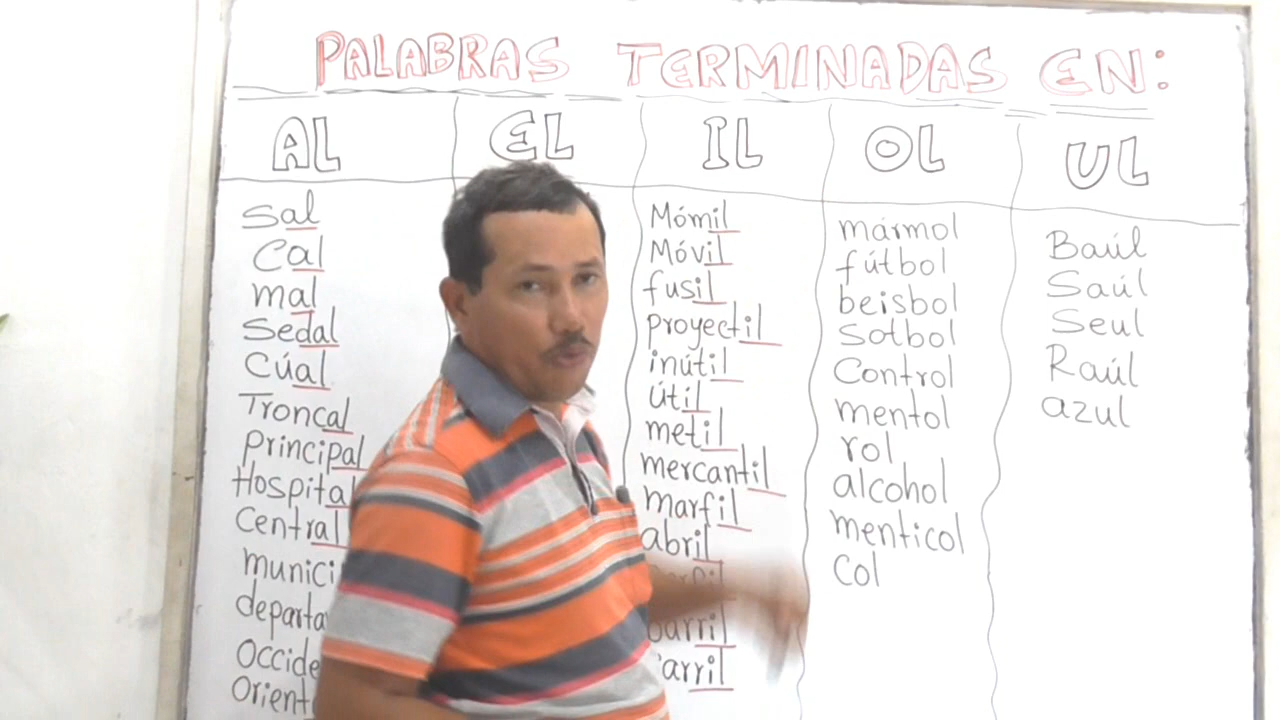 PALABRAS TERMINADAS EN:
AL
EL
IL
OL
UL
Sal
Cal
mal
Sedal
Cúal
Troncal
principal
Hospital
Central
Mómil
Móvil
fusil
proyectil
inútil
útil
metil
mercantil
marfil
abril
barril
mármol
fútbol
beisbol
Sotbol
Control
mentol
rol
alcohol
menticol
Col
Baúl
Saúl
Seul
Raúl
azul